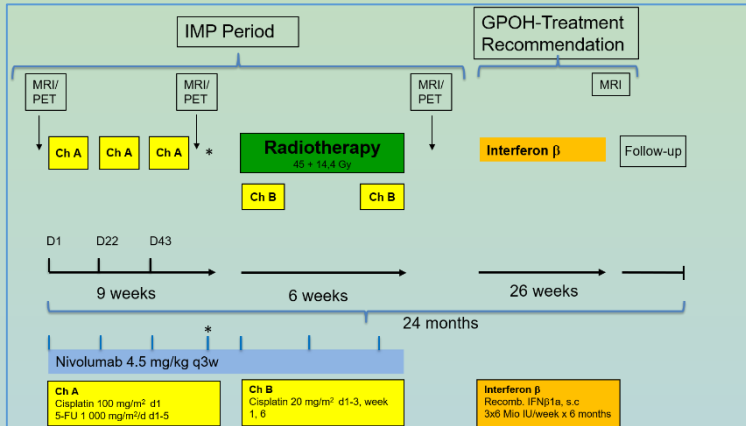 IMP Period
GPOH-Treatment
Recommendation
MRI/
PET
MRI/
PET
MRI/
PET
MRI
Ch A
Ch A
Ch A
*
Radiotherapy
45 + 14,4 Gy
Interferon β
Follow-up
Ch B
Ch B
D1
D22
D43
9 weeks
6 weeks
26 weeks
24 months
*
Nivolumab 4.5 mg/kg q3w
Ch A
Cisplatin 100 mg/m² d1
5-FU 1 000 mg/m²/d d1-5
Ch B
Cisplatin 20 mg/m² d1-3, week
1, 6
Interferon β
Recomb. IFNβ1a, s.c
3x6 Mio IU/week x 6 months